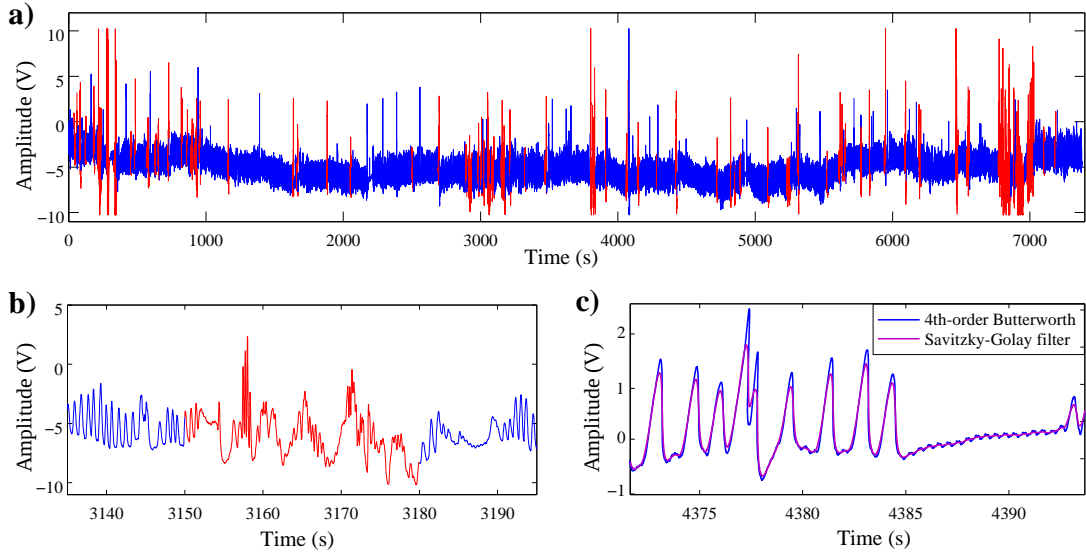 a)
Amplitude (V)
10
5
0
−5
−10
0 1000 2000 3000 4000 5000 6000 7000
Time (s)
b)
Amplitude (V)
5
0
−5
−10
3140 3150 3160 3170 3180 3190
Time (s)
c)
Amplitude (V)
2
1
0
−1
4th-order Butterworth
Savitzky-Golay filter
4375 4380 4385 4390
Time (s)